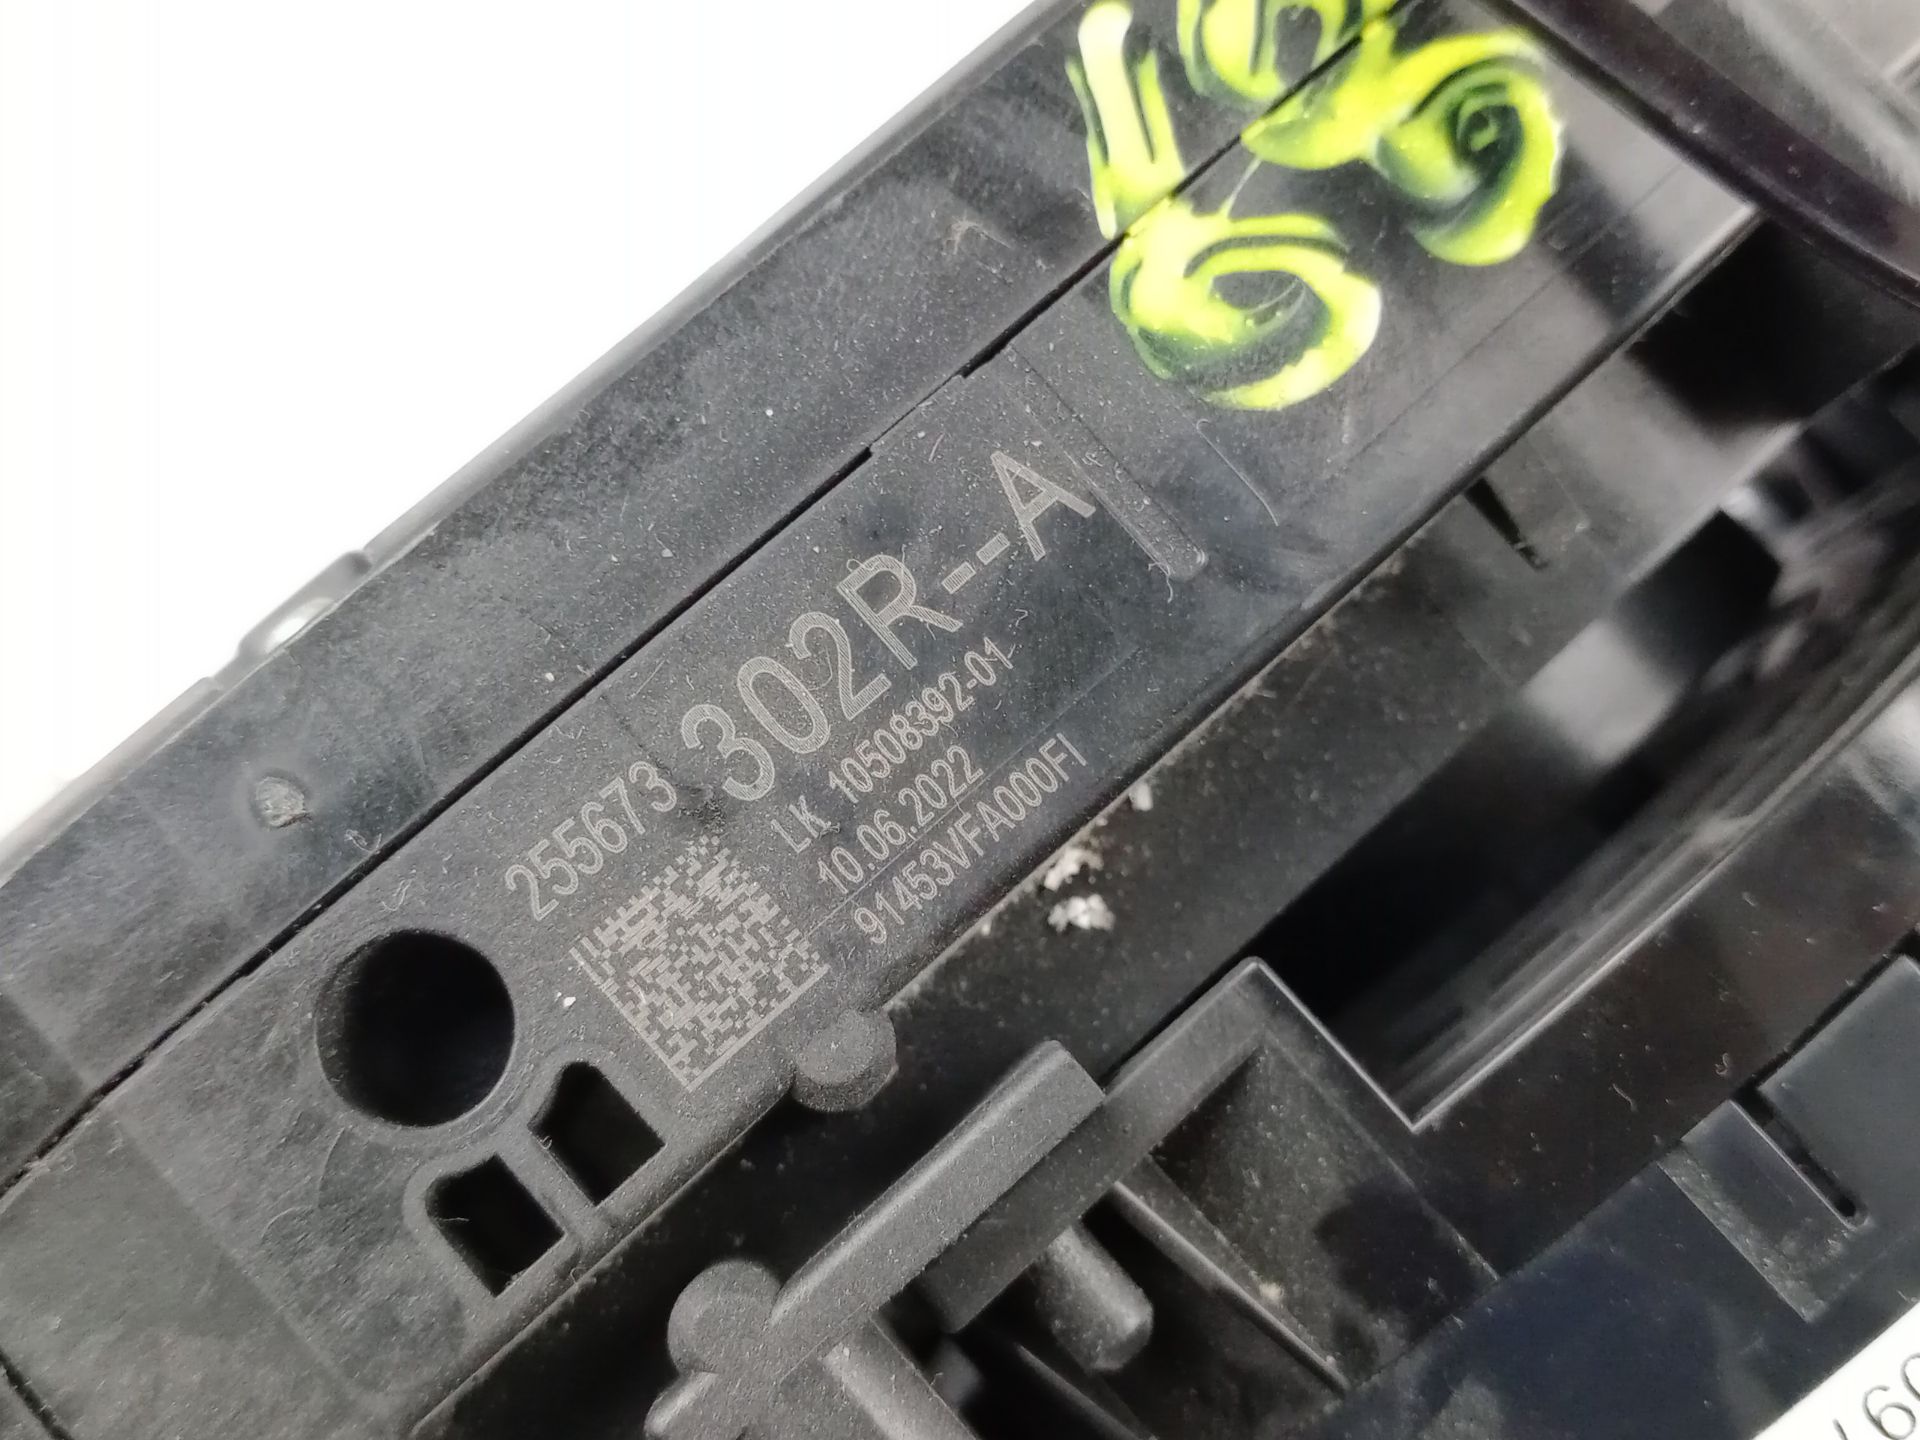 255673
302R--A
LK 10508392-01
10.06.2022
91453VFA000FI